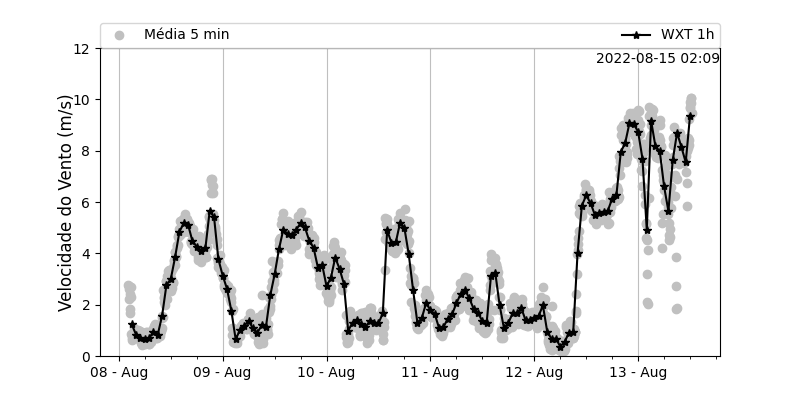 Média 5 min
WXT 1h
2022-08-15 02:09
Velocidade do Vento (m/s)
12
10
8
6
4
2
0
08 - Aug
09 - Aug
10 - Aug
11 - Aug
12 - Aug
13 - Aug